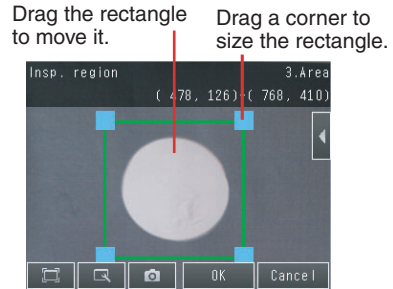 Drag the rectangle
to move it.
Drag a corner to
size the rectangle.
Insp. region 3.Area
( 478, 126)-( 768, 410)
OK Cancel